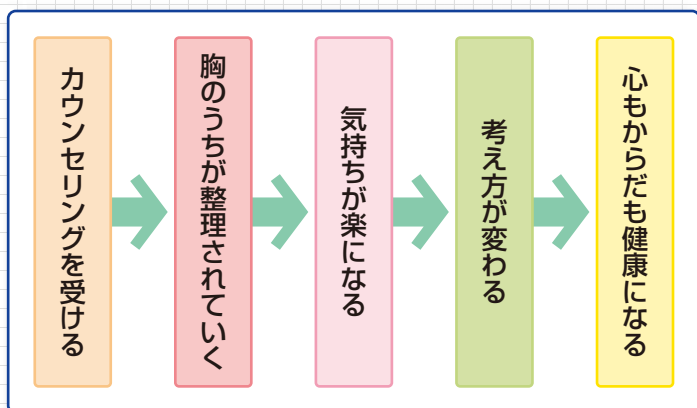 カウンセリングを受ける
胸のうちが整理されていく
気持ちが楽になる
考え方が変わる
心もからだも健康になる